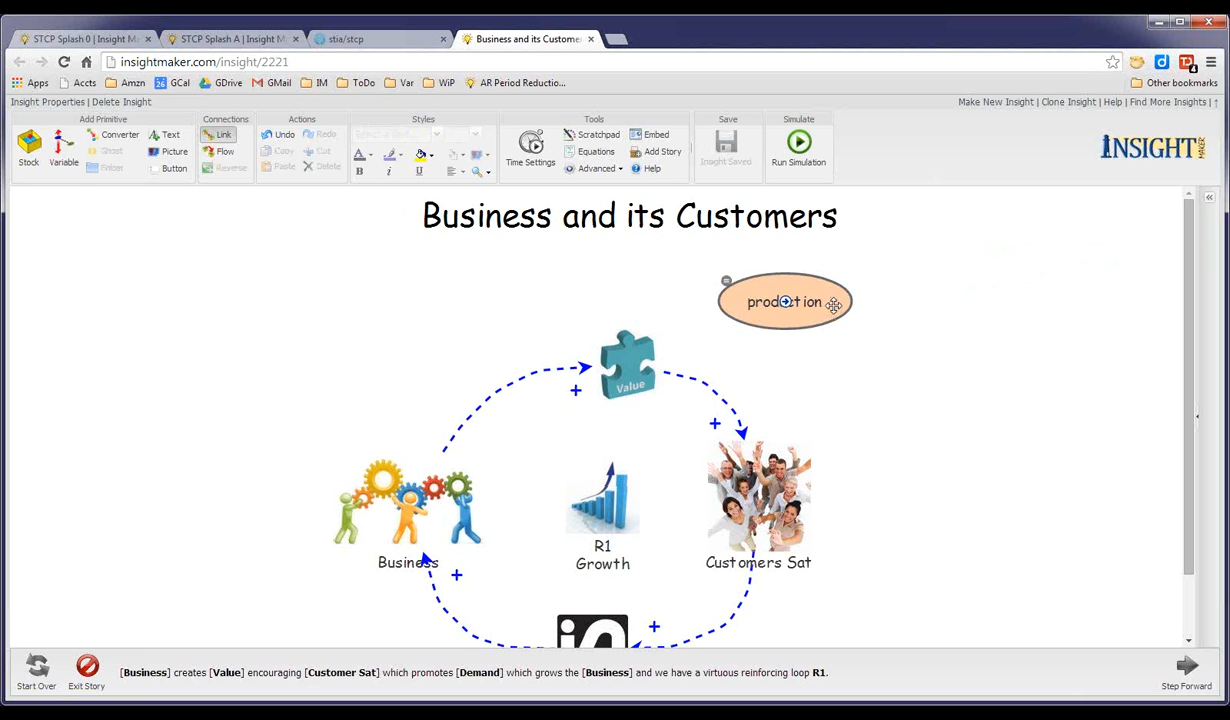 STCP Splash 0 | Insight M
STCP Splash A | Insight M
stia/stcp
Business and its Custome
insightmaker.com/insight/2221
Apps
Accts
Amzn
26 GCal
GDrive
GMail
IM
ToDo
Var
WiP
AR Period Reductio...
Other bookmarks
Insight Properties | Delete Insight
Make New Insight | Clone Insight | Help | Find More Insights |
Add Primitive
Connections
Actions
Styles
Tools
Save
Simulate
Stock
Variable
Converter
Ghost
Folder
Text
Picture
Button
Link
Flow
Reverse
Undo
Redo
Copy
Cut
Paste
Delete
A
B
i
U
Time Settings
Scratchpad
Embed
Equations
Add Story
Advanced
Help
Insight Saved
Run Simulation
INSIGHT MAKER
Business and its Customers
production
Value
+
+
R1
Growth
Business
Customers Sat
+
+
Start Over
Exit Story
[Business] creates [Value] encouraging [Customer Sat] which promotes [Demand] which grows the [Business] and we have a virtuous reinforcing loop R1.
Step Forward